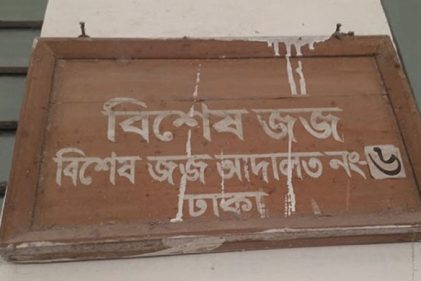 বিশেষ জজ
বিশেষ জজ আদালত নং ৬
ঢাকা